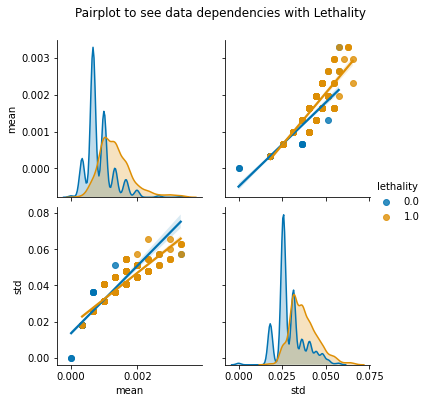 Pairplot to see data dependencies with Lethality
0.003
0.002
0.001
0.000
mean
lethality
0.0
1.0
0.08
0.06
0.04
0.02
0.00
std
0.000 0.002
mean
0.000 0.025 0.050 0.075
std